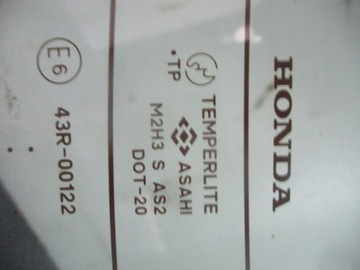 HONDA
TP TEMPERLITE
ASAHI
M2H3 S AS2
DOT-20
E6 43R-00122